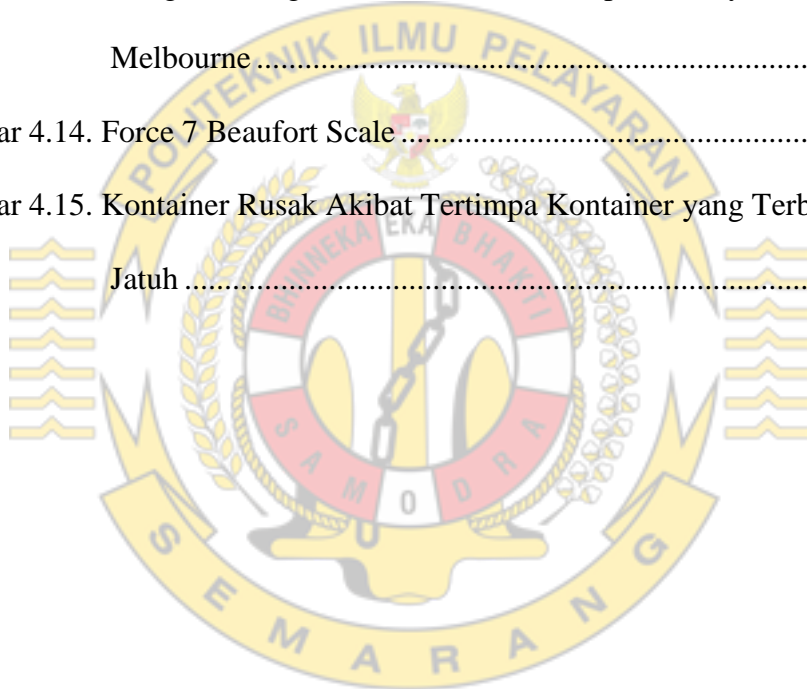 Melbourne
ar 4.14. Force 7 Beaufort Scale
ar 4.15. Kontainer Rusak Akibat Tertimpa Kontainer yang Terb
Jatuh
POLITEKNIK ILMU PELAYARAN
BHINNEKA EKA BHAKTI
SAMODRA
SEMARANG